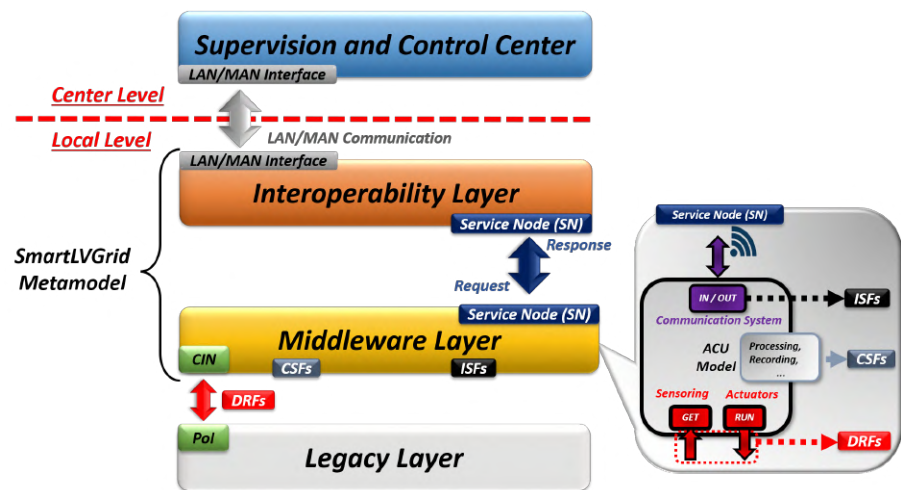 Supervision and Control Center
LAN/MAN Interface
Center Level
Local Level
LAN/MAN Communication
LAN/MAN Interface
Interoperability Layer
Service Node (SN)
SmartLVGrid
Metamodel
Response
Request
Service Node (SN)
Middleware Layer
CIN
CSFs
ISFs
DRFs
PoI
Legacy Layer
Service Node (SN)
IN / OUT
ISFs
Communication System
ACU
Model
Processing,
Recording,
...
CSFs
Sensoring
Actuators
GET
RUN
DRFs